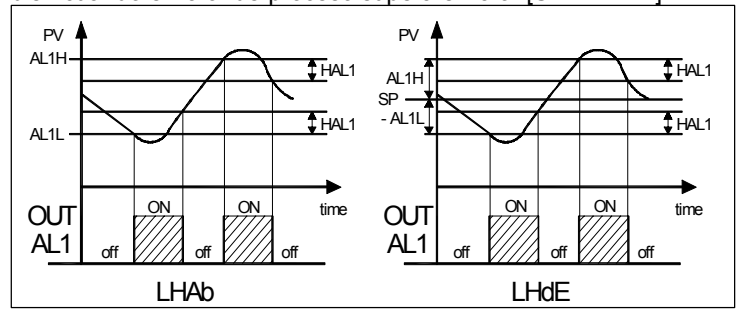 PV
AL1H
HAL1
HAL1
AL1L
OUT
AL1
off
ON
off
ON
off
time
LHAb
PV
AL1H
SP
- AL1L
HAL1
HAL1
OUT
AL1
off
ON
off
ON
off
time
LHdE